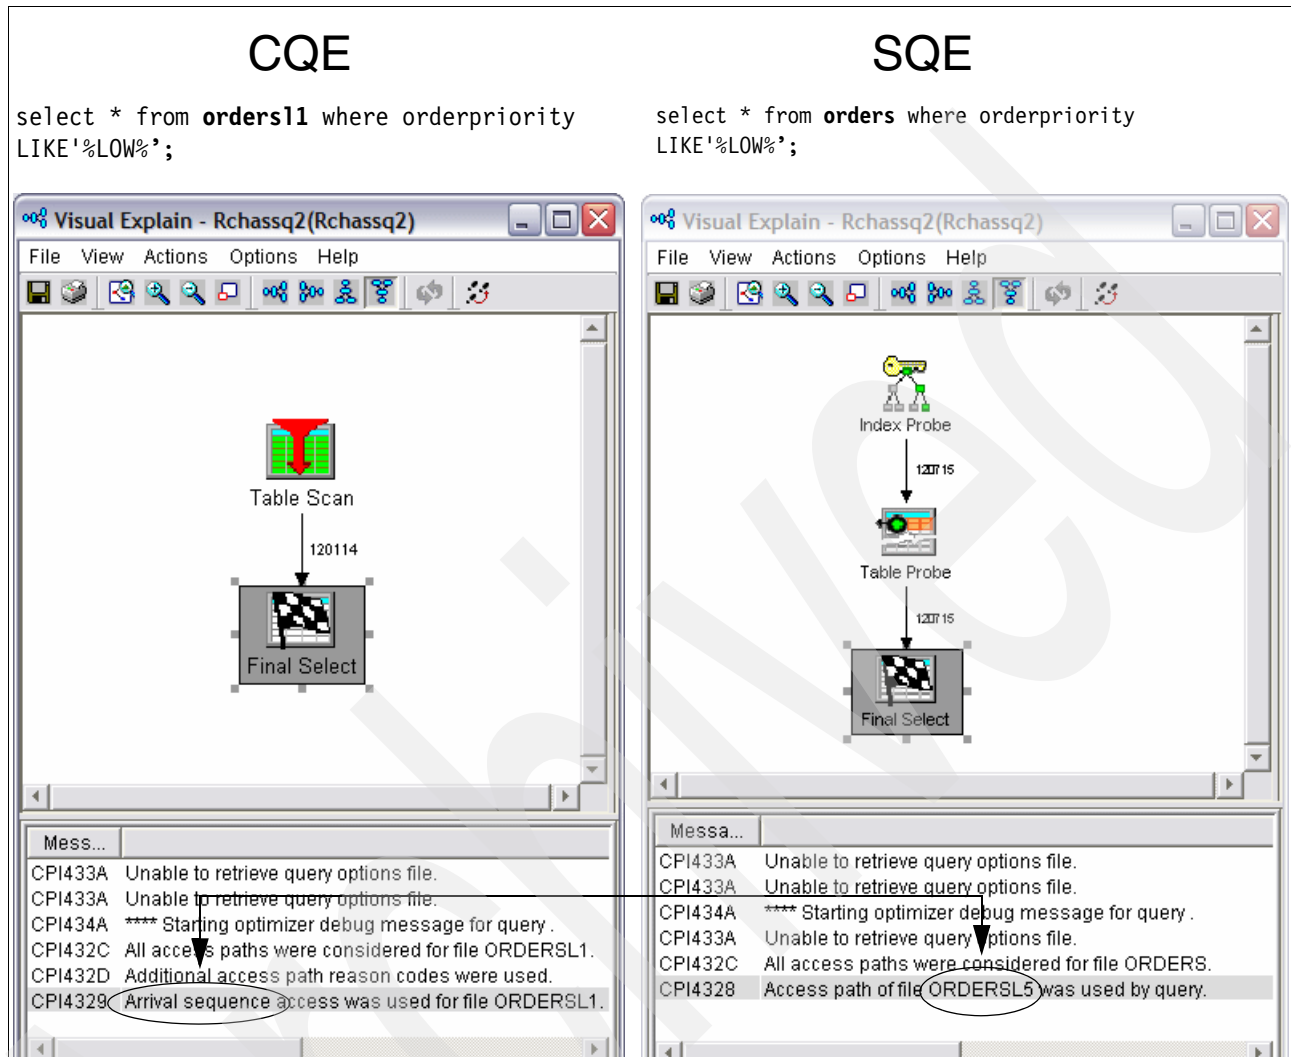 CQE
select * from ordersl1 where orderpriority
LIKE'%LOW%’;
Visual Explain - Rchassq2(Rchassq2)
File View Actions Options Help
Table Scan
120114
Final Select
Mess...
CPI433A Unable to retrieve query options file.
CPI433A Unable to retrieve query options file.
CPI434A **** Starting optimizer debug message for query .
CPI432C All access paths were considered for file ORDERSL1.
CPI432D Additional access path reason codes were used.
CPI4329 Arrival sequence access was used for file ORDERSL1.
SQE
select * from orders where orderpriority
LIKE'%LOW%’;
Visual Explain - Rchassq2(Rchassq2)
File View Actions Options Help
Index Probe
120715
Table Probe
120715
Final Select
Messa...
CPI433A Unable to retrieve query options file.
CPI433A Unable to retrieve query options file.
CPI434A **** Starting optimizer debug message for query .
CPI433A Unable to retrieve query options file.
CPI432C All access paths were considered for file ORDERS.
CPI4328 Access path of file ORDERSL5 was used by query.